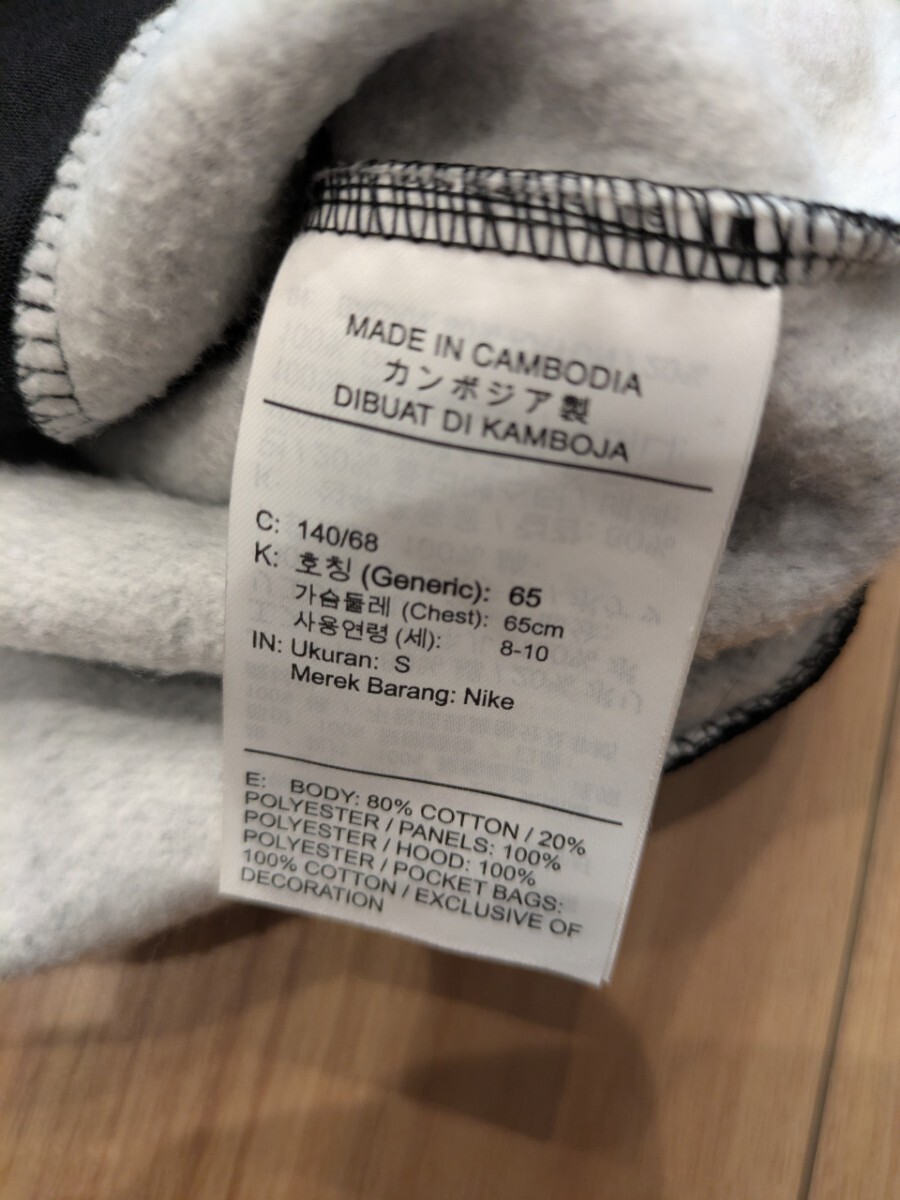 MADE IN CAMBODIA
カンボジア製
DIBUAT DI KAMBOJA
C: 140/68
K: 호칭 (Generic): 65
가슴둘레 (Chest): 65cm
사용연령 (세): 8-10
IN: Ukuran: S
Merek Barang: Nike
E: BODY: 80% COTTON / 20%
POLYESTER / PANELS: 100%
POLYESTER / HOOD: 100%
POLYESTER / POCKET BAGS:
100% COTTON / EXCLUSIVE OF
DECORATION